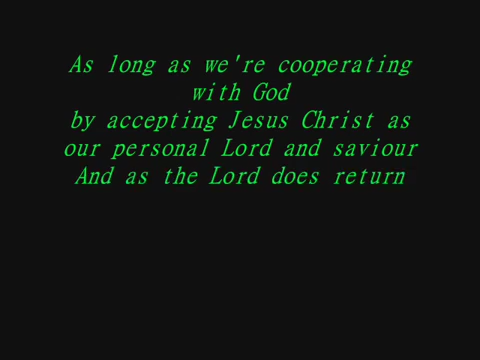 As long as we're cooperating
with God
by accepting Jesus Christ as
our personal Lord and saviour
And as the Lord does return